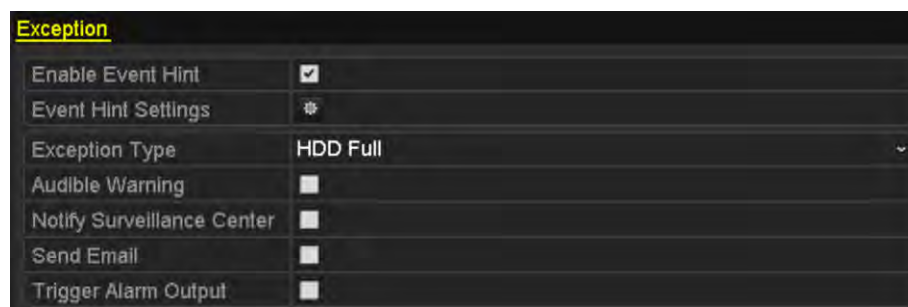 Exception
Enable Event Hint
Event Hint Settings
Exception Type HDD Full
Audible Warning
Notify Surveillance Center
Send Email
Trigger Alarm Output